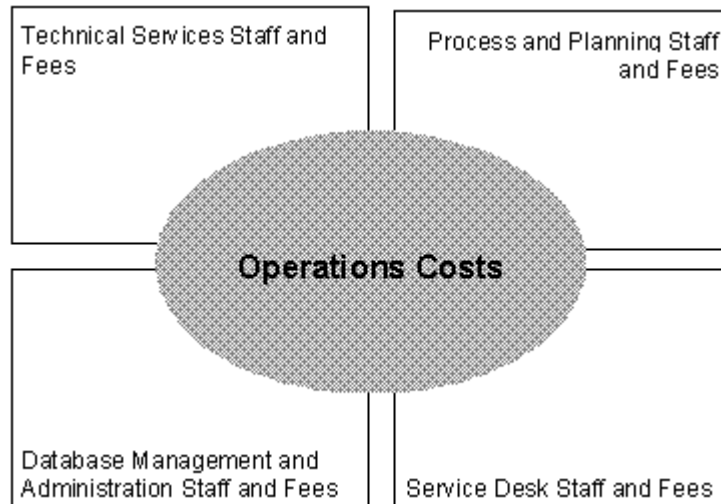 Technical Services Staff and
Fees
Process and Planning Staff
and Fees
Operations Costs
Database Management and
Administration Staff and Fees
Service Desk Staff and Fees